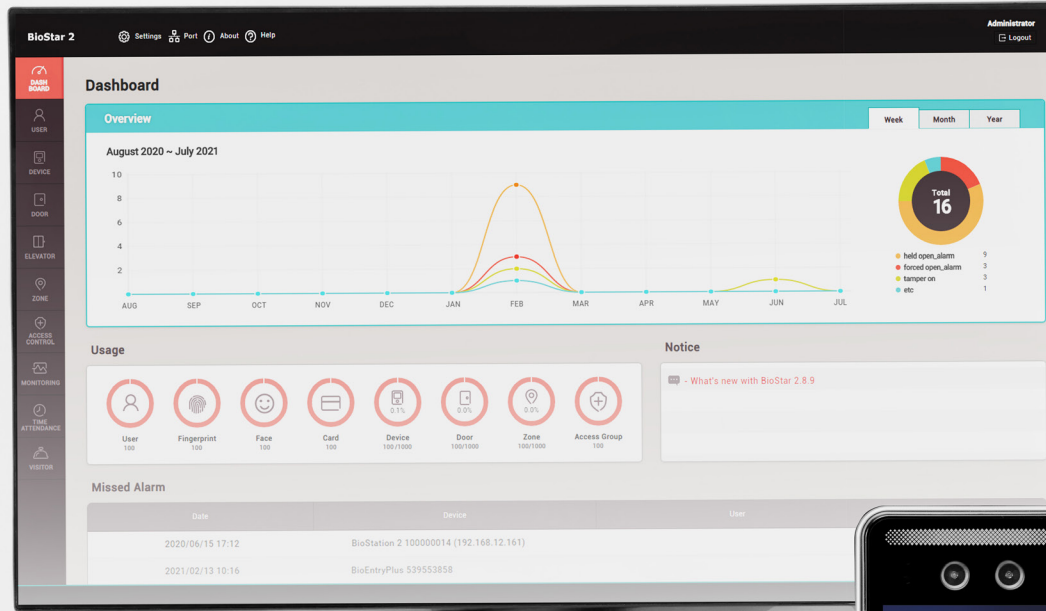 BioStar 2 Settings Port About Help Administrator
Logout
DASH BOARD
USER
DEVICE
DOOR
ELEVATOR
ZONE
ACCESS CONTROL
MONITORING
TIME ATTENDANCE
VISITOR
Dashboard
Overview Week Month Year
August 2020 ~ July 2021
10
8
6
4
2
AUG SEP OCT NOV DEC JAN FEB MAR APR MAY JUN JUL
Total
16
held open_alarm 9
forced open_alarm 3
tamper on 3
etc 1
Usage
0.1% 0.0% 0.0%
User Fingerprint Face Card Device Door Zone Access Group
100 100 100 100 100/1000 100/1000 100/1000 100
Notice
- What's new with BioStar 2.8.9
Missed Alarm
Date Device User
2020/06/15 17:12 BioStation 2 100000014 (192.168.12.161)
2021/02/13 10:16 BioEntryPlus 539553858